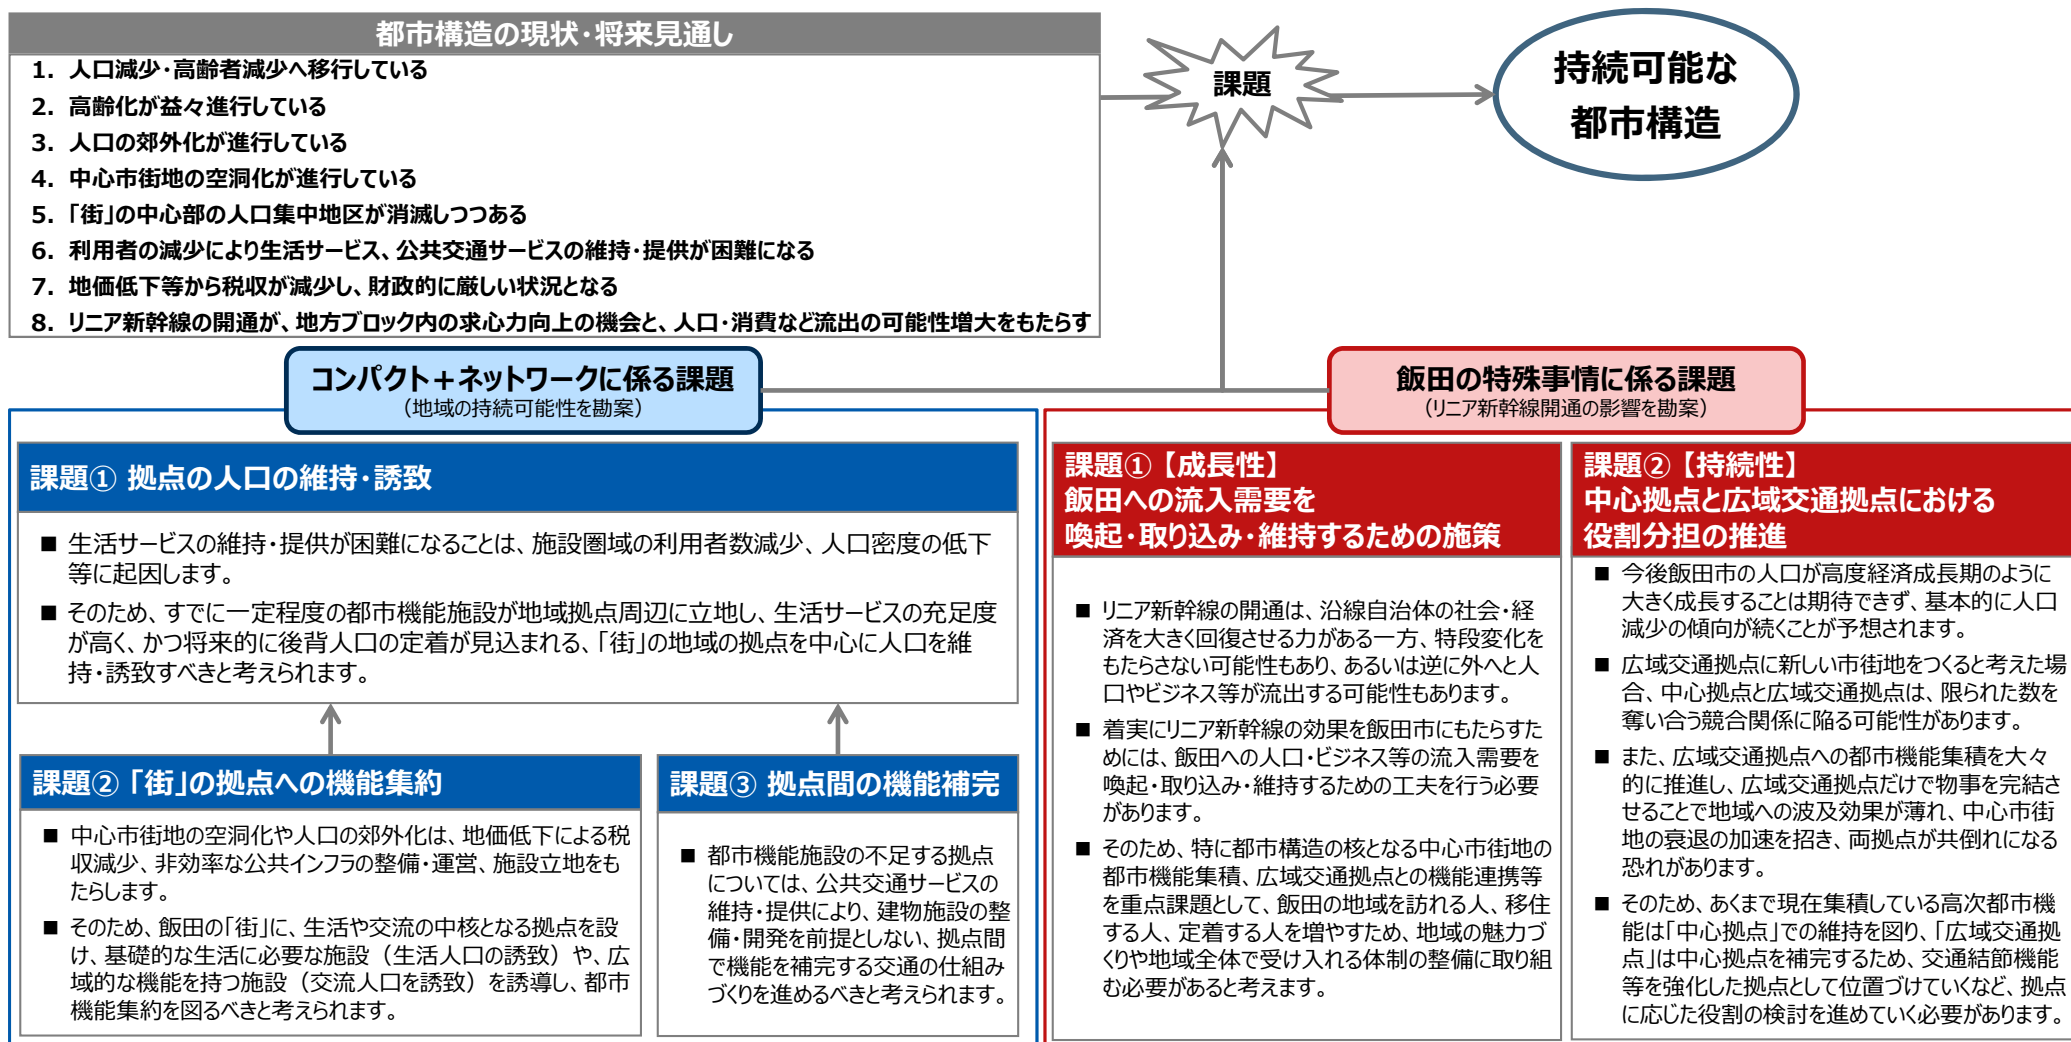 都市構造の現状・将来見通し
1. 人口減少・高齢者減少へ移行している
2. 高齢化が益々進行している
3. 人口の郊外化が進行している
4. 中心市街地の空洞化が進行している
5. 「街」の中心部の人口集中地区が消滅しつつある
6. 利用者の減少により生活サービス、公共交通サービスの維持・提供が困難になる
7. 地価低下等から税収が減少し、財政的に厳しい状況となる
8. リニア新幹線の開通が、地方ブロック内の求心力向上の機会と、人口・消費など流出の可能性増大をもたらす
課題
持続可能な
都市構造
コンパクト＋ネットワークに係る課題
（地域の持続可能性を勘案）
飯田の特殊事情に係る課題
（リニア新幹線開通の影響を勘案）
課題① 拠点の人口の維持・誘致
■ 生活サービスの維持・提供が困難になることは、施設圏域の利用者数減少、人口密度の低下
等に起因します。
■ そのため、すでに一定程度の都市機能施設が地域拠点周辺に立地し、生活サービスの充足度
が高く、かつ将来的に後背人口の定着が見込まれる、「街」の地域の拠点を中心に人口を維
持・誘致すべきと考えられます。
課題② 「街」の拠点への機能集約
■ 中心市街地の空洞化や人口の郊外化は、地価低下による税
収減少、非効率な公共インフラの整備・運営、施設立地をも
たらします。
■ そのため、飯田の「街」に、生活や交流の中核となる拠点を設
け、基礎的な生活に必要な施設（生活人口の誘致）や、広
域的な機能を持つ施設（交流人口を誘致）を誘導し、都市
機能集約を図るべきと考えられます。
課題③ 拠点間の機能補完
■ 都市機能施設の不足する拠点
については、公共交通サービスの
維持・提供により、建物施設の整
備・開発を前提としない、拠点間
で機能を補完する交通の仕組み
づくりを進めるべきと考えられます。
課題①【成長性】
飯田への流入需要を
喚起・取り込み・維持するための施策
■ リニア新幹線の開通は、沿線自治体の社会・経
済を大きく回復させる力がある一方、特段変化を
もたらさない可能性もあり、あるいは逆に外へと人
口やビジネス等が流出する可能性もあります。
■ 着実にリニア新幹線の効果を飯田市にもたらすた
めには、飯田への人口・ビジネス等の流入需要を
喚起・取り込み・維持するための工夫を行う必要
があります。
■ そのため、特に都市構造の核となる中心市街地の
都市機能集積、広域交通拠点との機能連携等
を重点課題として、飯田の地域を訪れる人、移住
する人、定着する人を増やすため、地域の魅力づ
くりや地域全体で受け入れる体制の整備に取り組
む必要があると考えます。
課題②【持続性】
中心拠点と広域交通拠点における
役割分担の推進
■ 今後飯田市の人口が高度経済成長期のように
大きく成長することは期待できず、基本的に人口
減少の傾向が続くことが予想されます。
■ 広域交通拠点に新しい市街地をつくると考えた場
合、中心拠点と広域交通拠点は、限られた数を
奪い合う競合関係に陥る可能性があります。
■ また、広域交通拠点への都市機能集積を大々
的に推進し、広域交通拠点だけで物事を完結さ
せることで地域への波及効果が薄れ、中心市街
地の衰退の加速を招き、両拠点が共倒れになる
恐れがあります。
■ そのため、あくまで現在集積している高次都市機
能は「中心拠点」での維持を図り、「広域交通拠
点」は中心拠点を補完するため、交通結節機能
等を強化した拠点として位置づけていくなど、拠点
に応じた役割の検討を進めていく必要があります。